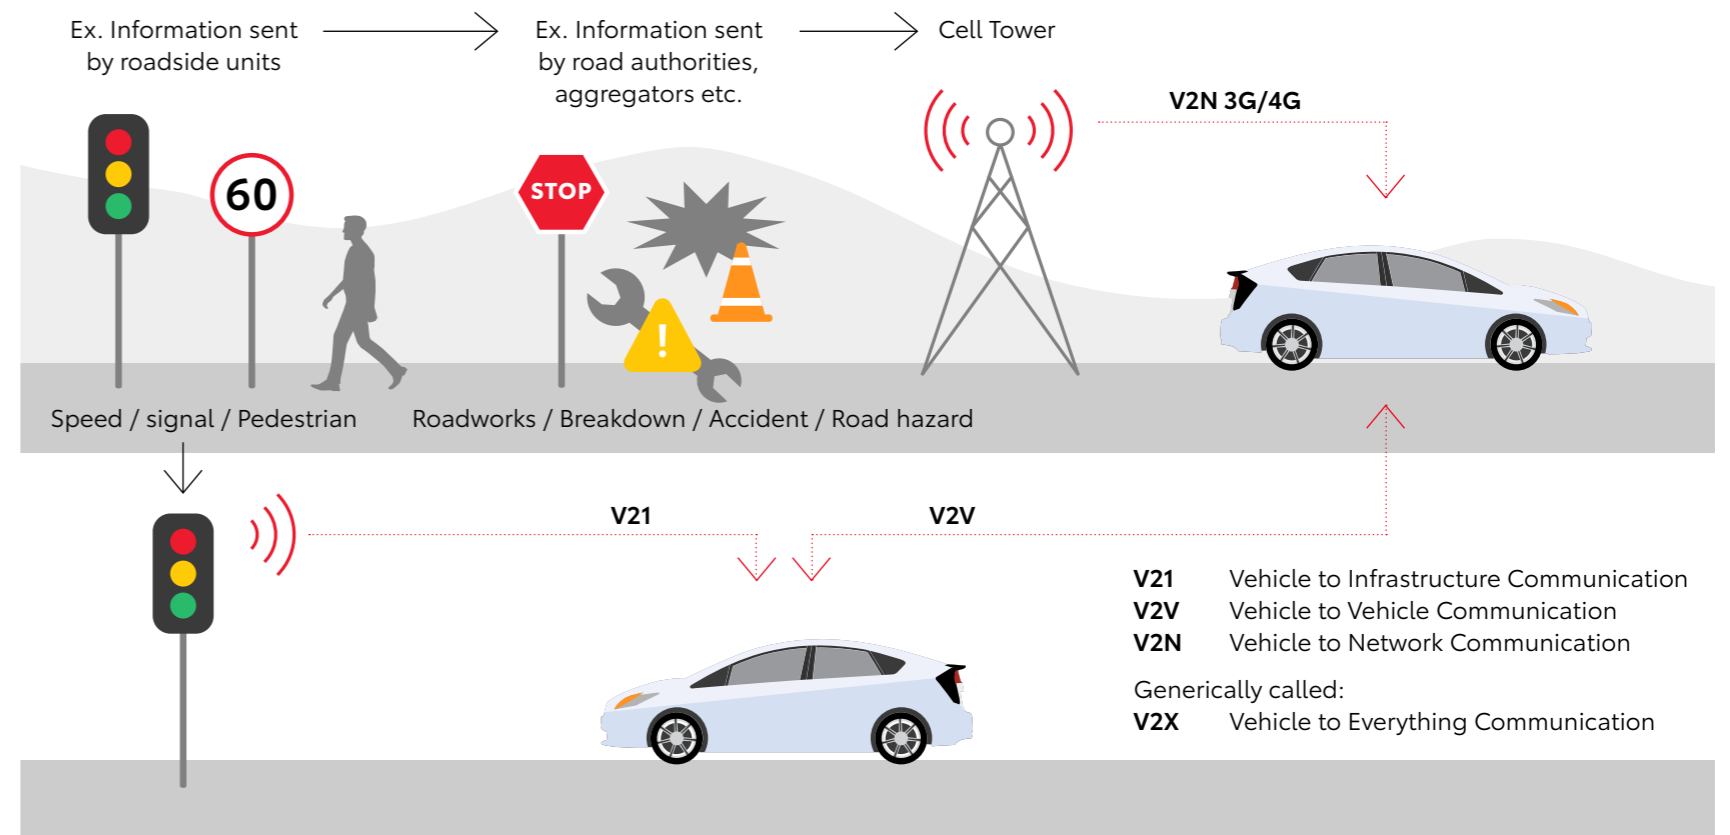 Ex. Information sent
by roadside units
Ex. Information sent
by road authorities,
aggregators etc.
Cell Tower
V2N 3G/4G
60
STOP
!
Speed / signal / Pedestrian
Roadworks / Breakdown / Accident / Road hazard
V21
V2V
V21 Vehicle to Infrastructure Communication
V2V Vehicle to Vehicle Communication
V2N Vehicle to Network Communication
Generically called:
V2X Vehicle to Everything Communication